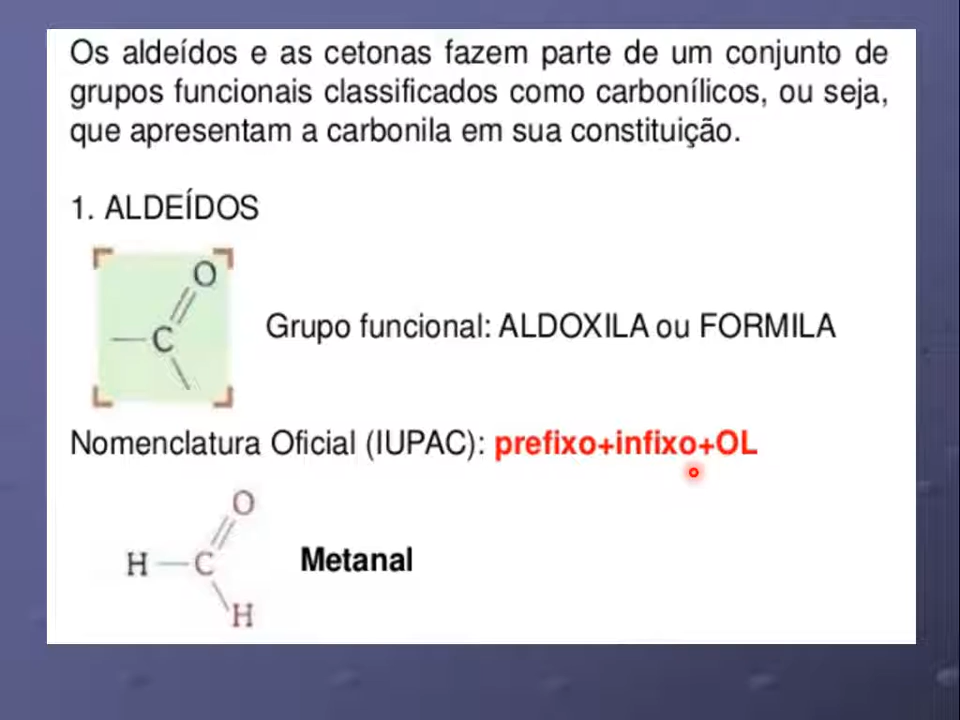 Os aldeídos e as cetonas fazem parte de um conjunto de
grupos funcionais classificados como carbonílicos, ou seja,
que apresentam a carbonila em sua constituição.
1. ALDEÍDOS
O
C
Grupo funcional: ALDOXILA ou FORMILA
Nomenclatura Oficial (IUPAC): prefixo+infixo+OL
O
H C
Metanal
H